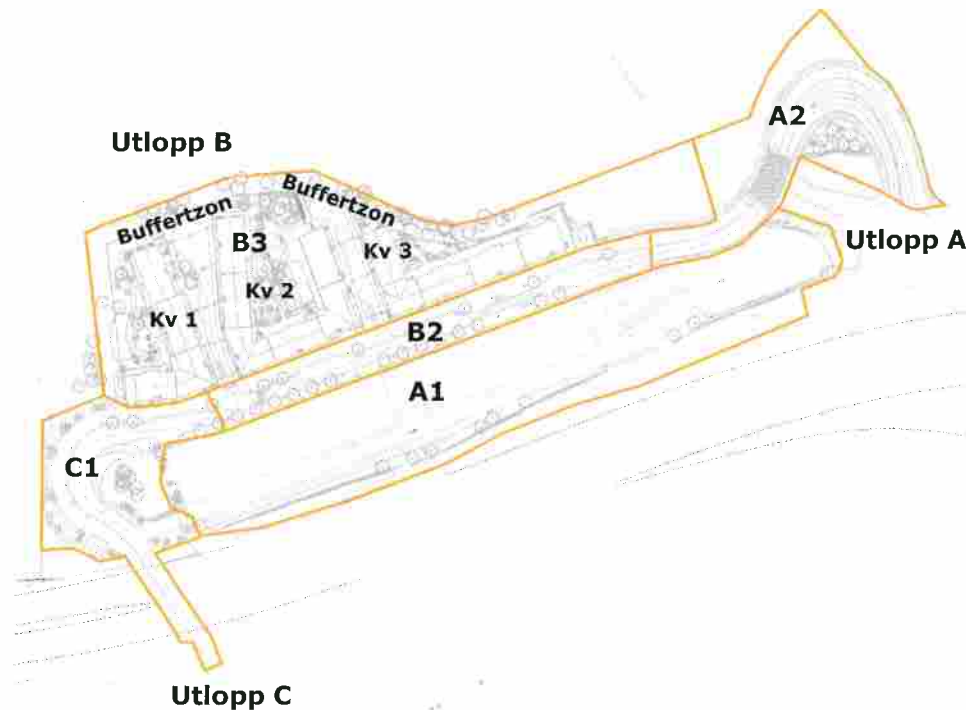 A2
Utlopp B
Buffertzon
Buffertzon
B3
Utlopp A
Kv 3
Kv 2
Kv 1
B2
A1
C1
Utlopp C